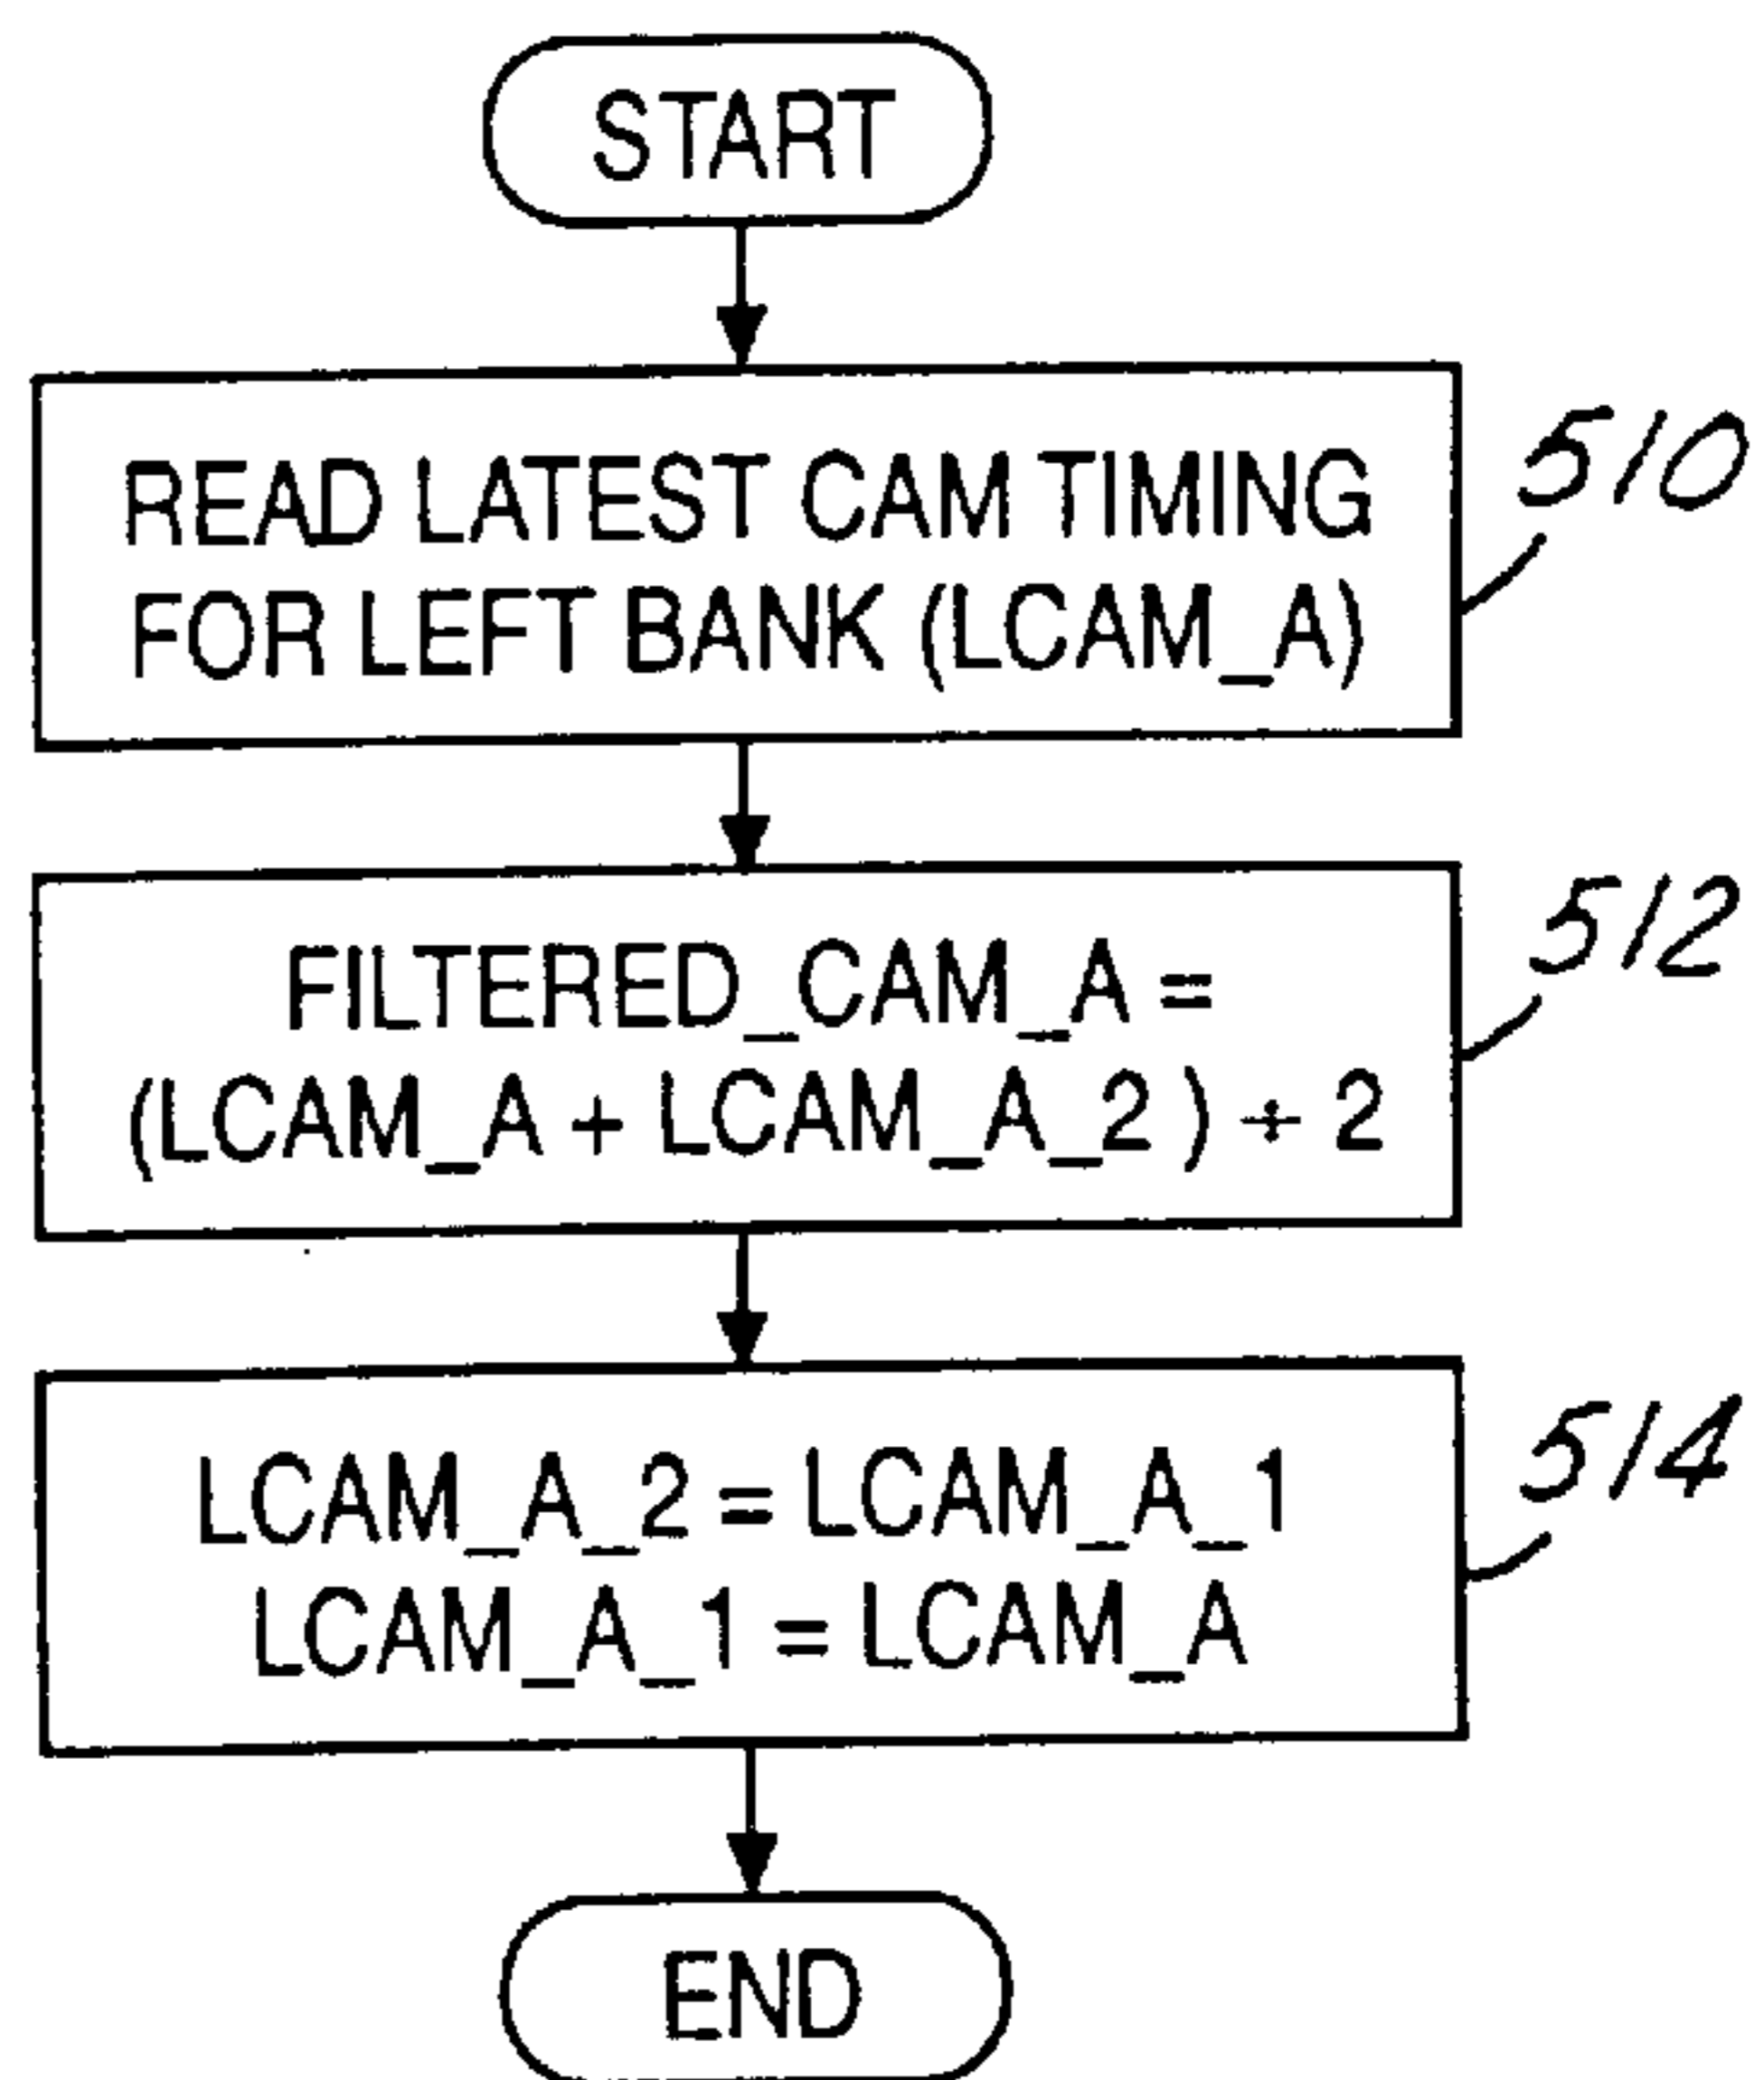 START
READ LATEST CAM TIMING
FOR LEFT BANK (LCAM_A)
510
FILTERED_CAM_A =
(LCAM_A + LCAM_A_2) ÷ 2
512
LCAM_A_2 = LCAM_A_1
LCAM_A_1 = LCAM_A
514
END